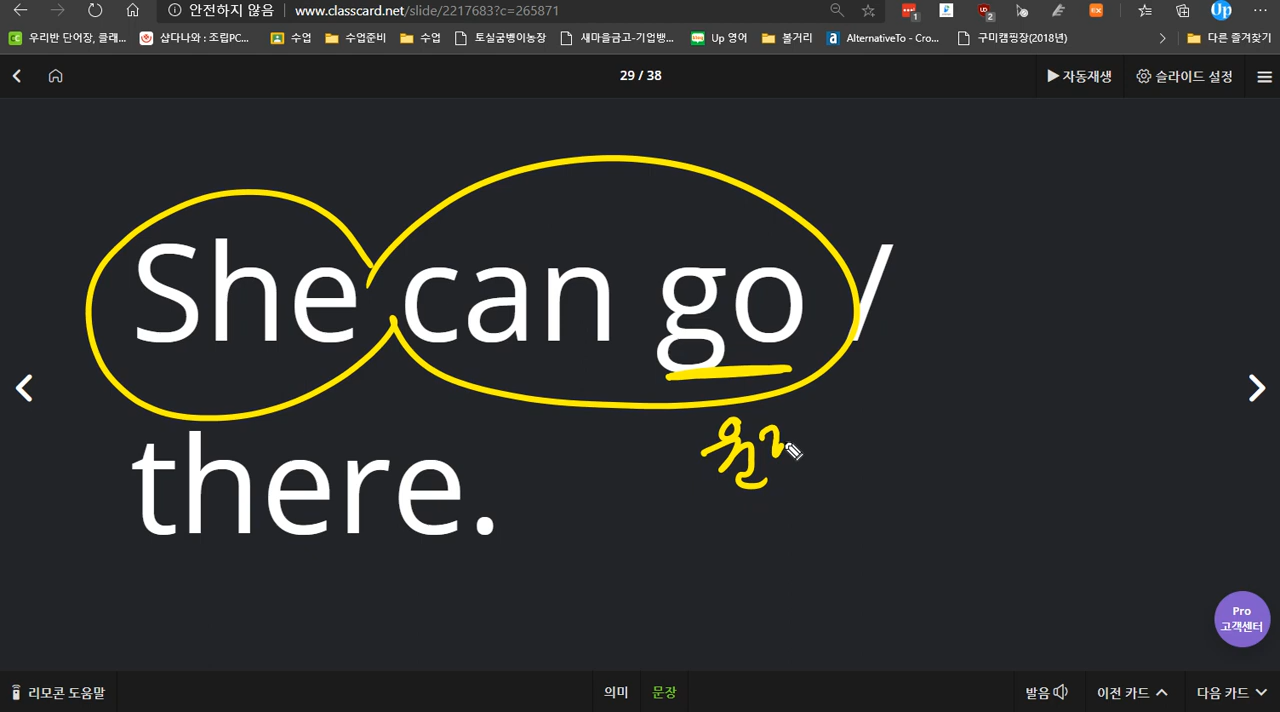 안전하지 않음 www.classcard.net/slide/2217683?c=265871
우리반 단어장, 클래... 샵다나와 : 조립PC... 수업 수업준비 수업 토실굼벵이농장 새마을금고-기업뱅... Up 영어 볼거리 AlternativeTo - Cro... 구미캠핑장(2018년) 다른 즐겨찾기
29 / 38 자동재생 슬라이드 설정
She can go /
there.
원
Pro
고객센터
리모콘 도움말 의미 문장 발음 이전 카드 다음 카드